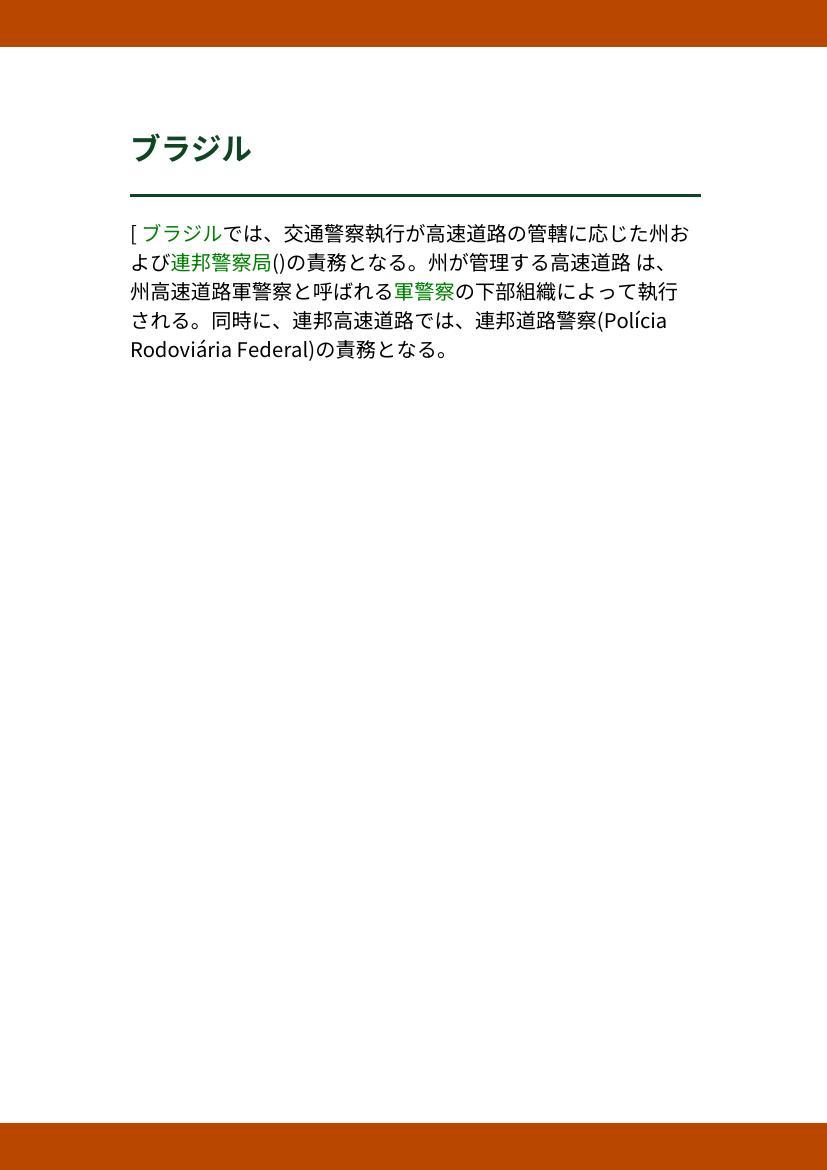 ブラジル
[ ブラジルでは、交通警察執行が高速道路の管轄に応じた州お
よび連邦警察局()の責務となる。州が管理する高速道路 は、
州高速道路軍警察と呼ばれる軍警察の下部組織によって執行
される。同時に、連邦高速道路では、連邦道路警察(Polícia
Rodoviária Federal)の責務となる。